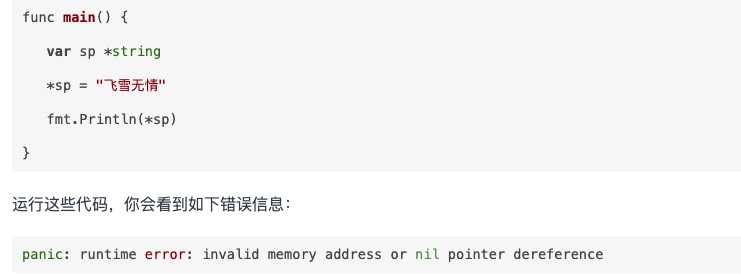 func main() {
var sp *string
*sp = "飞雪无情"
fmt.Println(*sp)
}
运行这些代码，你会看到如下错误信息：
panic: runtime error: invalid memory address or nil pointer dereference